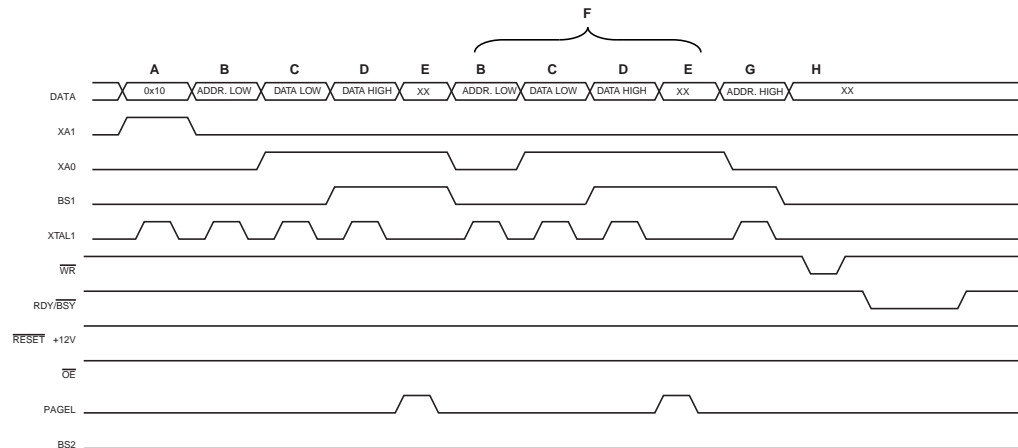 F
A B C D E B C D E G H
DATA 0x10 ADDR. LOW DATA LOW DATA HIGH XX ADDR. LOW DATA LOW DATA HIGH XX ADDR. HIGH XX
XA1
XA0
BS1
XTAL1
WR
RDY/BSY
RESET +12V
OE
PAGEL
BS2